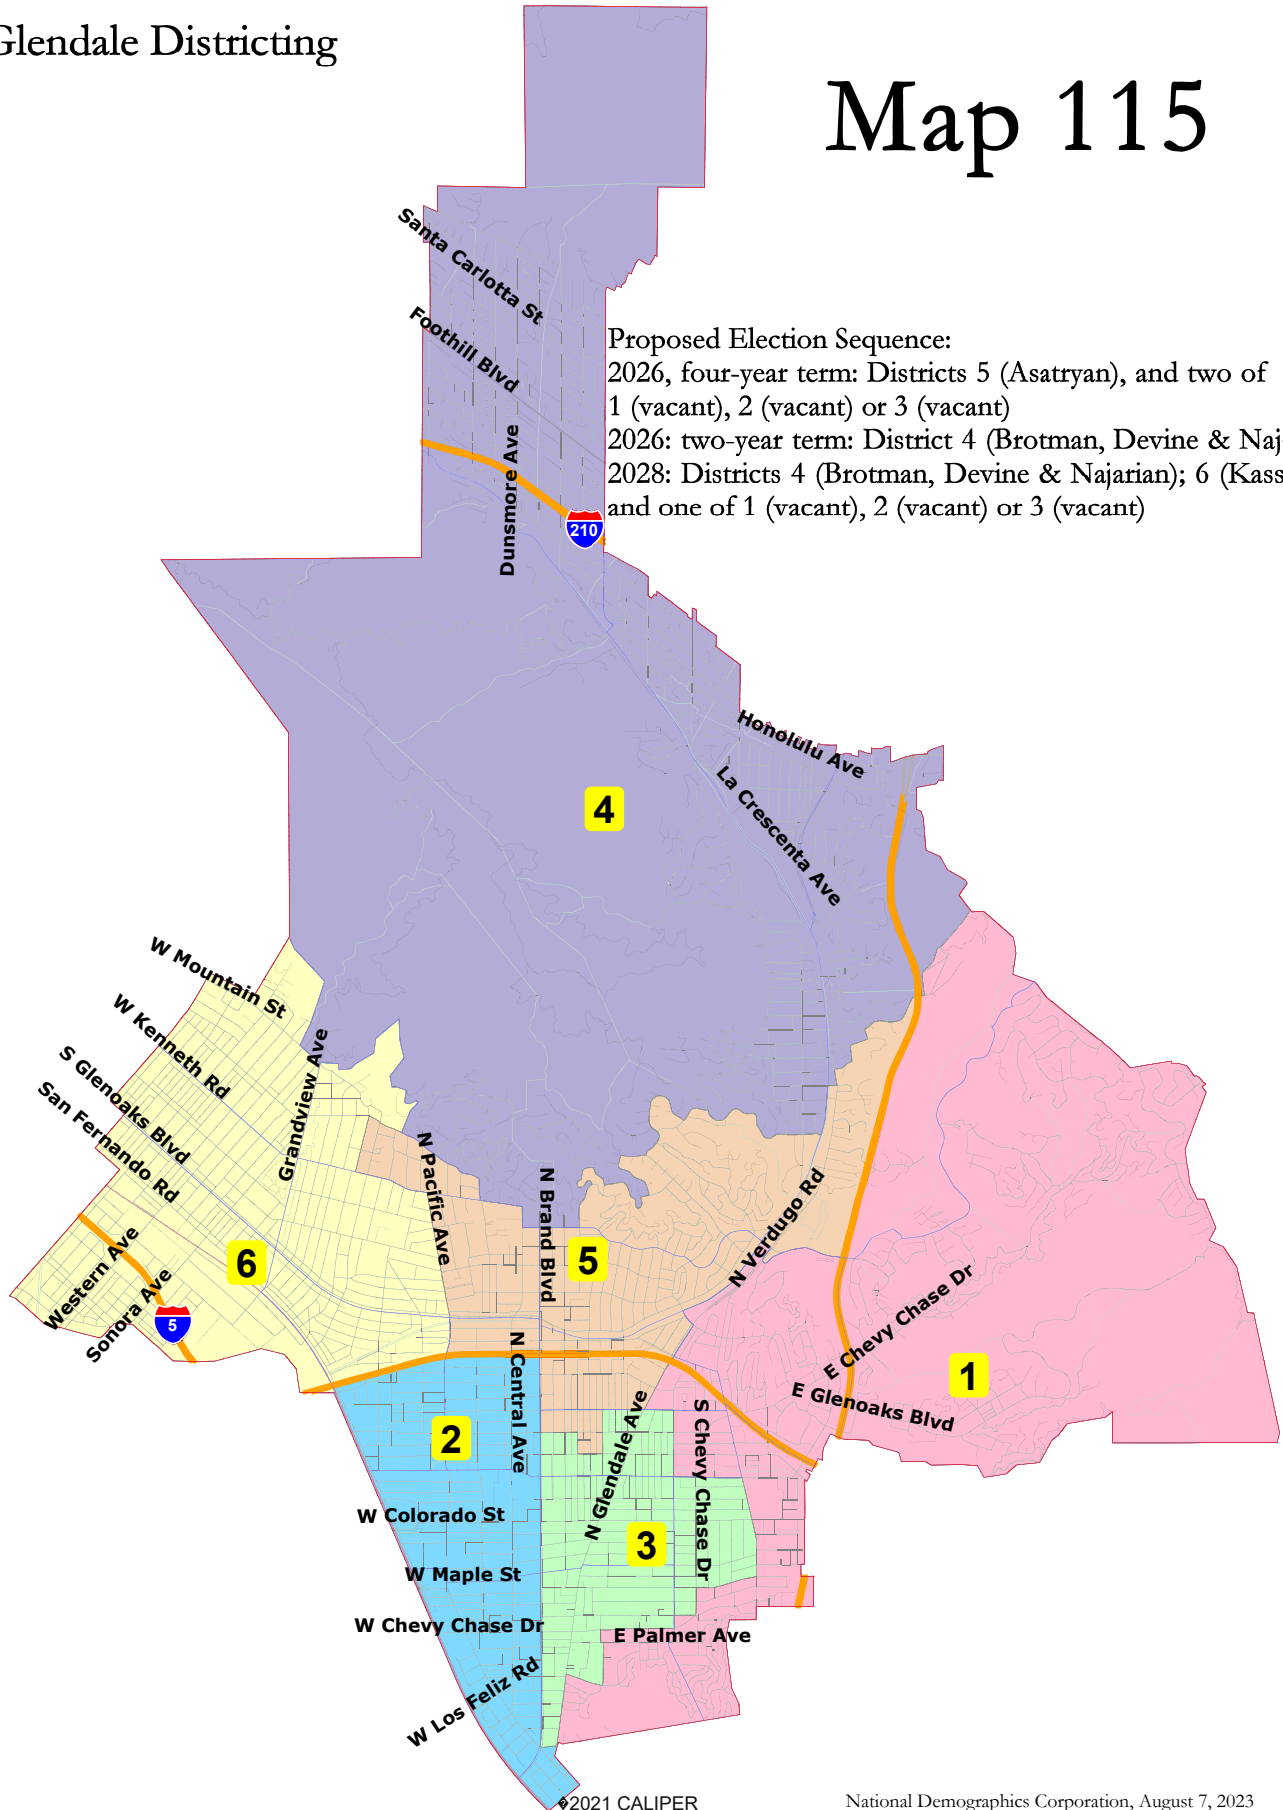 Glendale Districting
Map 115
Santa Carlotta St
Foothill Blvd
Proposed Election Sequence:
2026, four-year term: Districts 5 (Asatryan), and two of
1 (vacant), 2 (vacant) or 3 (vacant)
2026: two-year term: District 4 (Brotman, Devine & Naj
2028: Districts 4 (Brotman, Devine & Najarian); 6 (Kass
and one of 1 (vacant), 2 (vacant) or 3 (vacant)
Dunsmore Ave
210
Honolulu Ave
La Crescenta Ave
4
W Mountain St
W Kenneth Rd
S Glenoaks Blvd
San Fernando Rd
Grandview Ave
N Pacific Ave
N Brand Blvd
N Verdugo Rd
Western Ave
Sonora Ave
6
5
5
E Chevy Chase Dr
E Glenoaks Blvd
1
N Central Ave
2
N Glendale Ave
S Chevy Chase Dr
W Colorado St
3
W Maple St
W Chevy Chase Dr
E Palmer Ave
W Los Feliz Rd
�2021 CALIPER
National Demographics Corporation, August 7, 2023